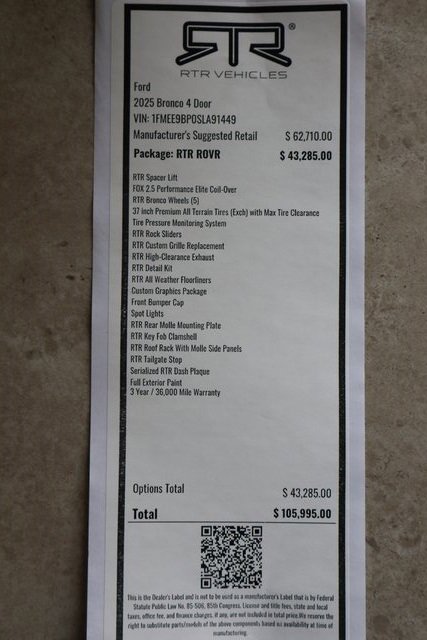 RTR®
RTR VEHICLES
Ford
2025 Bronco 4 Door
VIN: 1FMEE9BP0SLA91449
Manufacturer's Suggested Retail $ 62,710.00
Package: RTR ROVR $ 43,285.00
RTR Spacer Lift
FOX 2.5 Performance Elite Coil-Over
RTR Bronco Wheels (5)
37 inch Premium All Terrain Tires (Exch) with Max Tire Clearance
Tire Pressure Monitoring System
RTR Rock Sliders
RTR Custom Grille Replacement
RTR High-Clearance Exhaust
RTR Detail Kit
RTR All Weather Floorliners
Custom Graphics Package
Front Bumper Cap
Spot Lights
RTR Rear Molle Mounting Plate
RTR Key Fob Clamshell
RTR Roof Rack With Molle Side Panels
RTR Tailgate Stop
Serialized RTR Dash Plaque
Full Exterior Paint
3 Year / 36,000 Mile Warranty
Options Total $ 43,285.00
Total $ 105,995.00
This is the Dealer's Label and is not to be used as a manufacturer's Label that is by Federal
Statute Public Law No. 85-506, 85th Congress. License and title fees, state and local
taxes, office fee, and finance charges, if any, are not included in total price.We reserve the
right to substitute parts/models of the above components based on availability at time of
manufacturing.